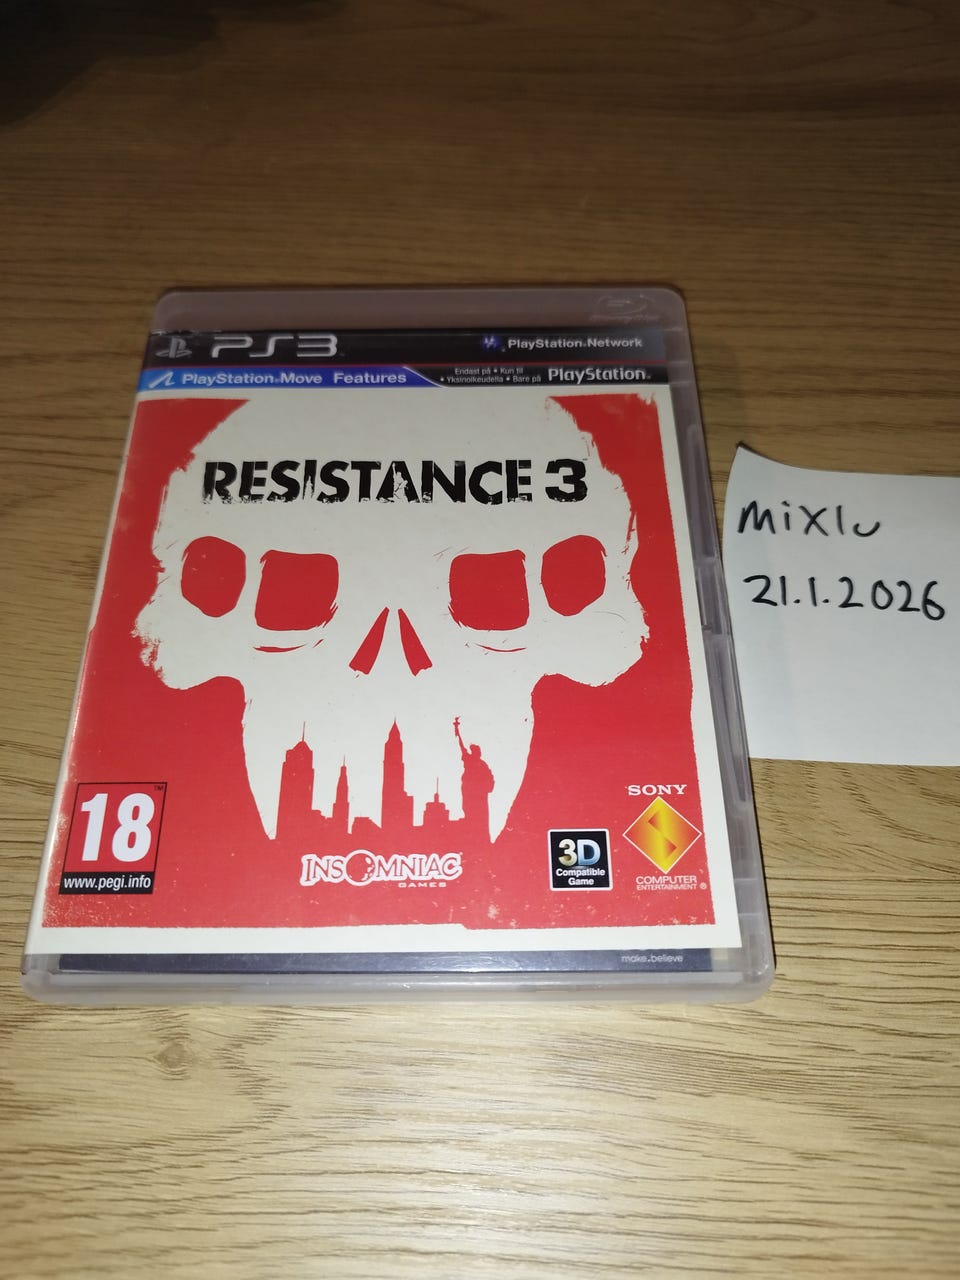 PS3
PlayStation®Network
PlayStation®Move Features
Endast på • Kun til
• Yksinoikeudella • Bare på
PlayStation®
RESISTANCE 3
mixlu
21.1.2026
18
™
www.pegi.info
INSOMNIAC
GAMES
3D
Compatible
Game
SONY
COMPUTER
ENTERTAINMENT®
make.believe